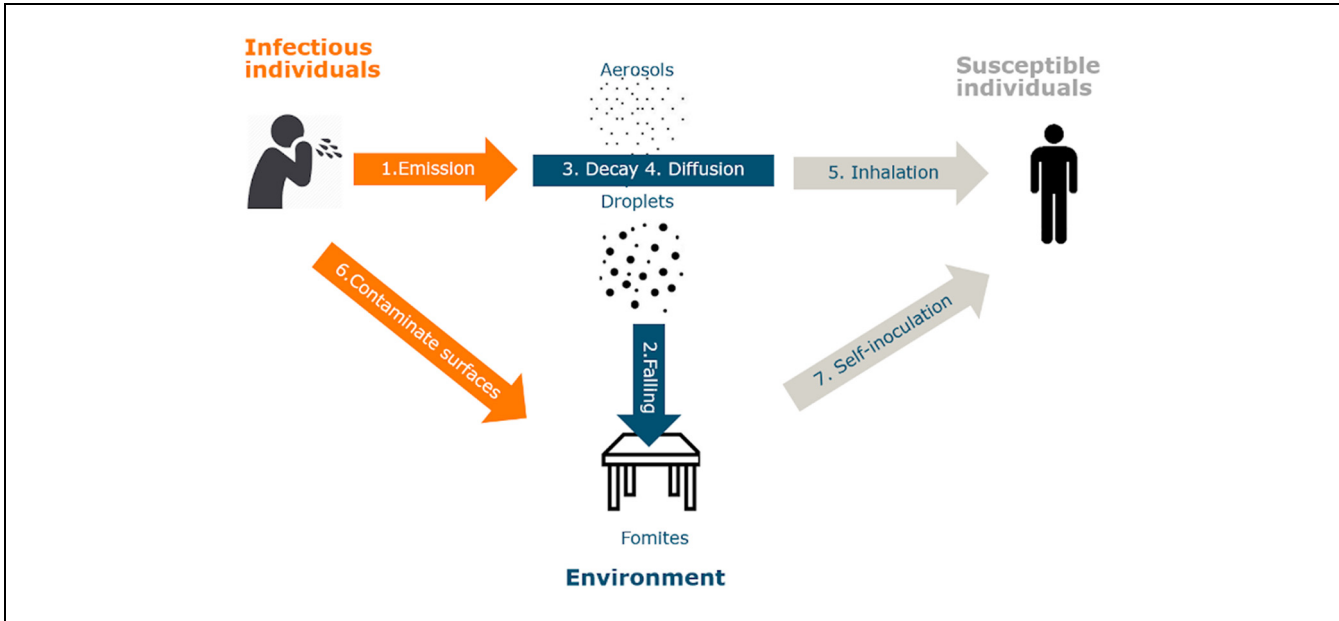 Infectious
individuals
Aerosols
Susceptible
individuals
1.Emission
3. Decay 4. Diffusion
5. Inhalation
Droplets
6.Contaminate surfaces
2.Falling
7. Self-inoculation
Fomites
Environment